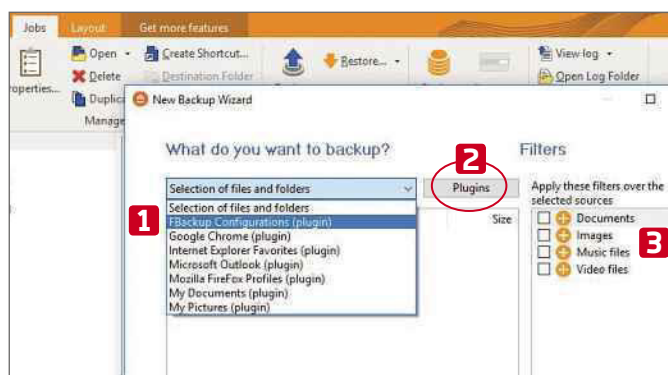 Jobs Layout Get more features
Open Create Shortcut... Restore... View log
Delete Destination Folder Open Log Folder
Manage
New Backup Wizard
What do you want to backup? Filters
2
Selection of files and folders Plugins Apply these filters over the
selected sources
Selection of files and folders Size Documents
1 FBackup Configurations (plugin)
Google Chrome (plugin) Images
Internet Explorer Favorites (plugin) Music files 3
Microsoft Outlook (plugin) Video files
Mozilla FireFox Profiles (plugin)
My Documents (plugin)
My Pictures (plugin)